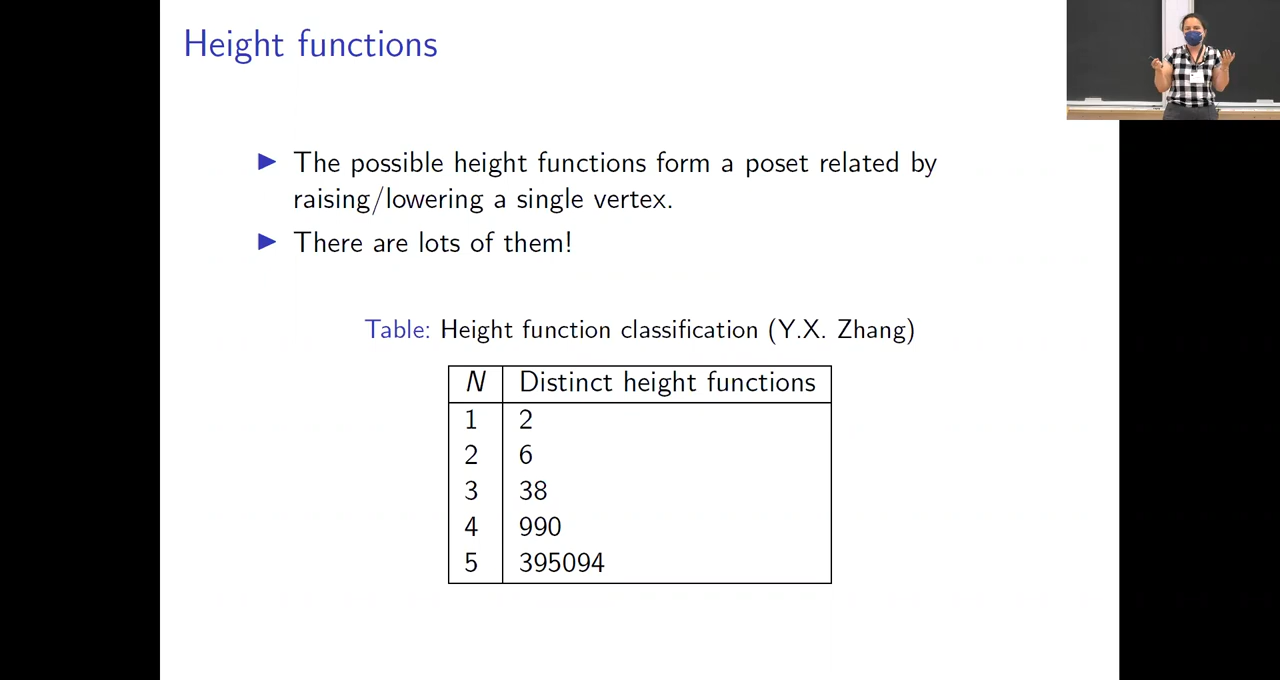 Height functions
The possible height functions form a poset related by
raising/lowering a single vertex.
There are lots of them!
Table: Height function classification (Y.X. Zhang)
N Distinct height functions
1 2
2 6
3 38
4 990
5 395094